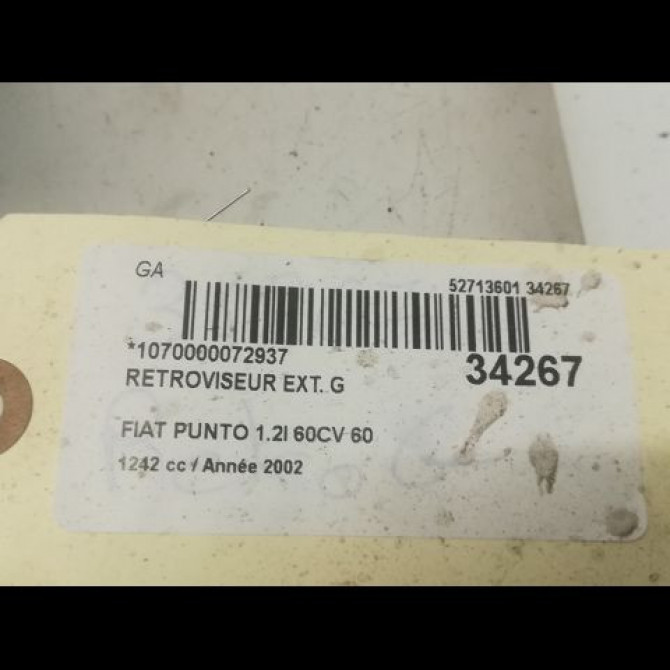 GA
52713601 34267
*1070000072937
34267
RETROVISEUR EXT. G
FIAT PUNTO 1.2I 60CV 60
1242 cc / Année 2002